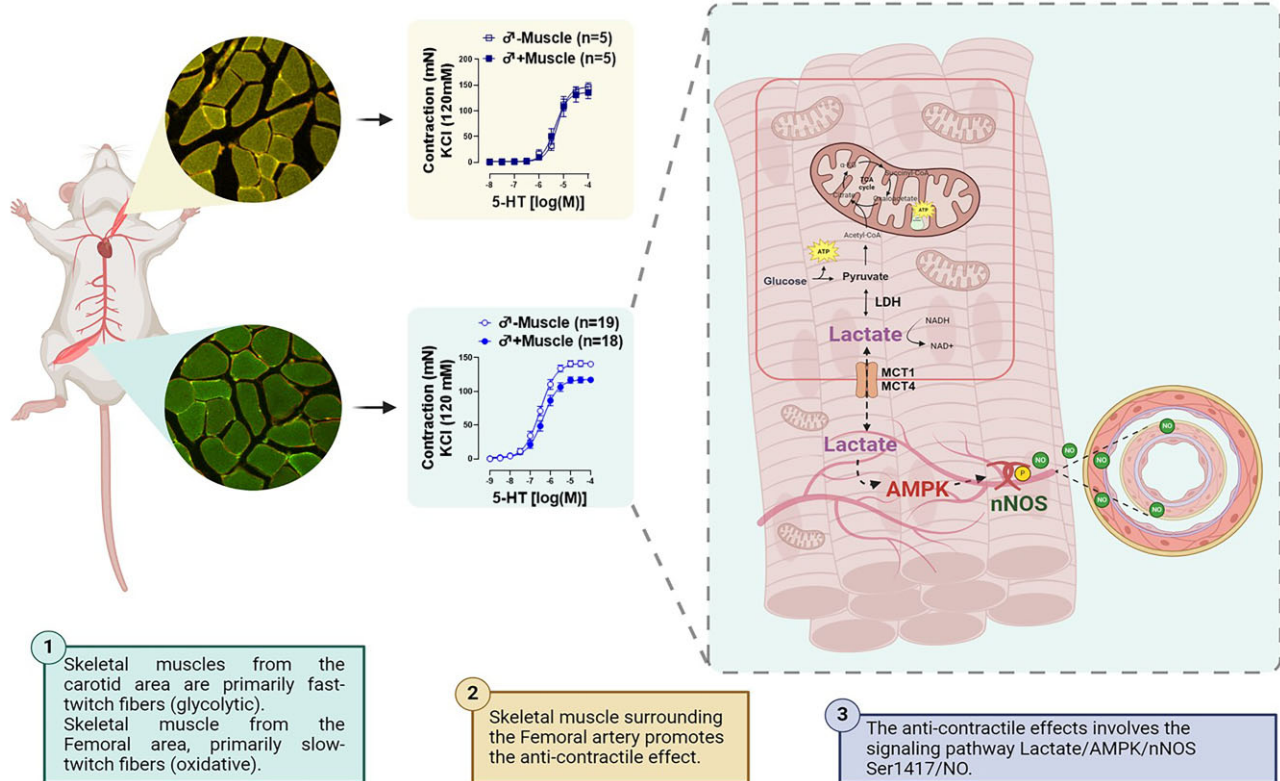 ♂-Muscle (n=5)
♂+Muscle (n=5)
Contraction (mN)
KCl (120mM)
200
150
100
50
0
-9 -8 -7 -6 -5 -4
5-HT [log(M)]
♂-Muscle (n=19)
♂+Muscle (n=18)
Contraction (mN)
KCl (120 mM)
150
100
50
0
-9 -8 -7 -6 -5 -4
5-HT [log(M)]
TCA
cycle
Citrate
Oxaloacetate
ATP
Acetyl-CoA
ATP
Glucose
Pyruvate
LDH
Lactate
NADH
NAD+
MCT1
MCT4
Lactate
AMPK
P
nNOS
NO
NO
NO
NO
NO
NO
1
Skeletal muscles from the
carotid area are primarily fast-
twitch fibers (glycolytic).
Skeletal muscle from the
Femoral area, primarily slow-
twitch fibers (oxidative).
2
Skeletal muscle surrounding
the Femoral artery promotes
the anti-contractile effect.
3
The anti-contractile effects involves the
signaling pathway Lactate/AMPK/nNOS
Ser1417/NO.